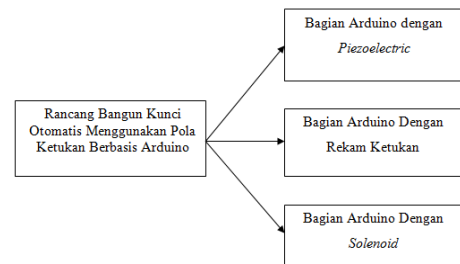 Bagian Arduino dengan
Piezoelectric
Rancang Bangun Kunci
Otomatis Menggunakan Pola
Ketukan Berbasis Arduino
Bagian Arduino Dengan
Rekam Ketukan
Bagian Arduino Dengan
Solenoid